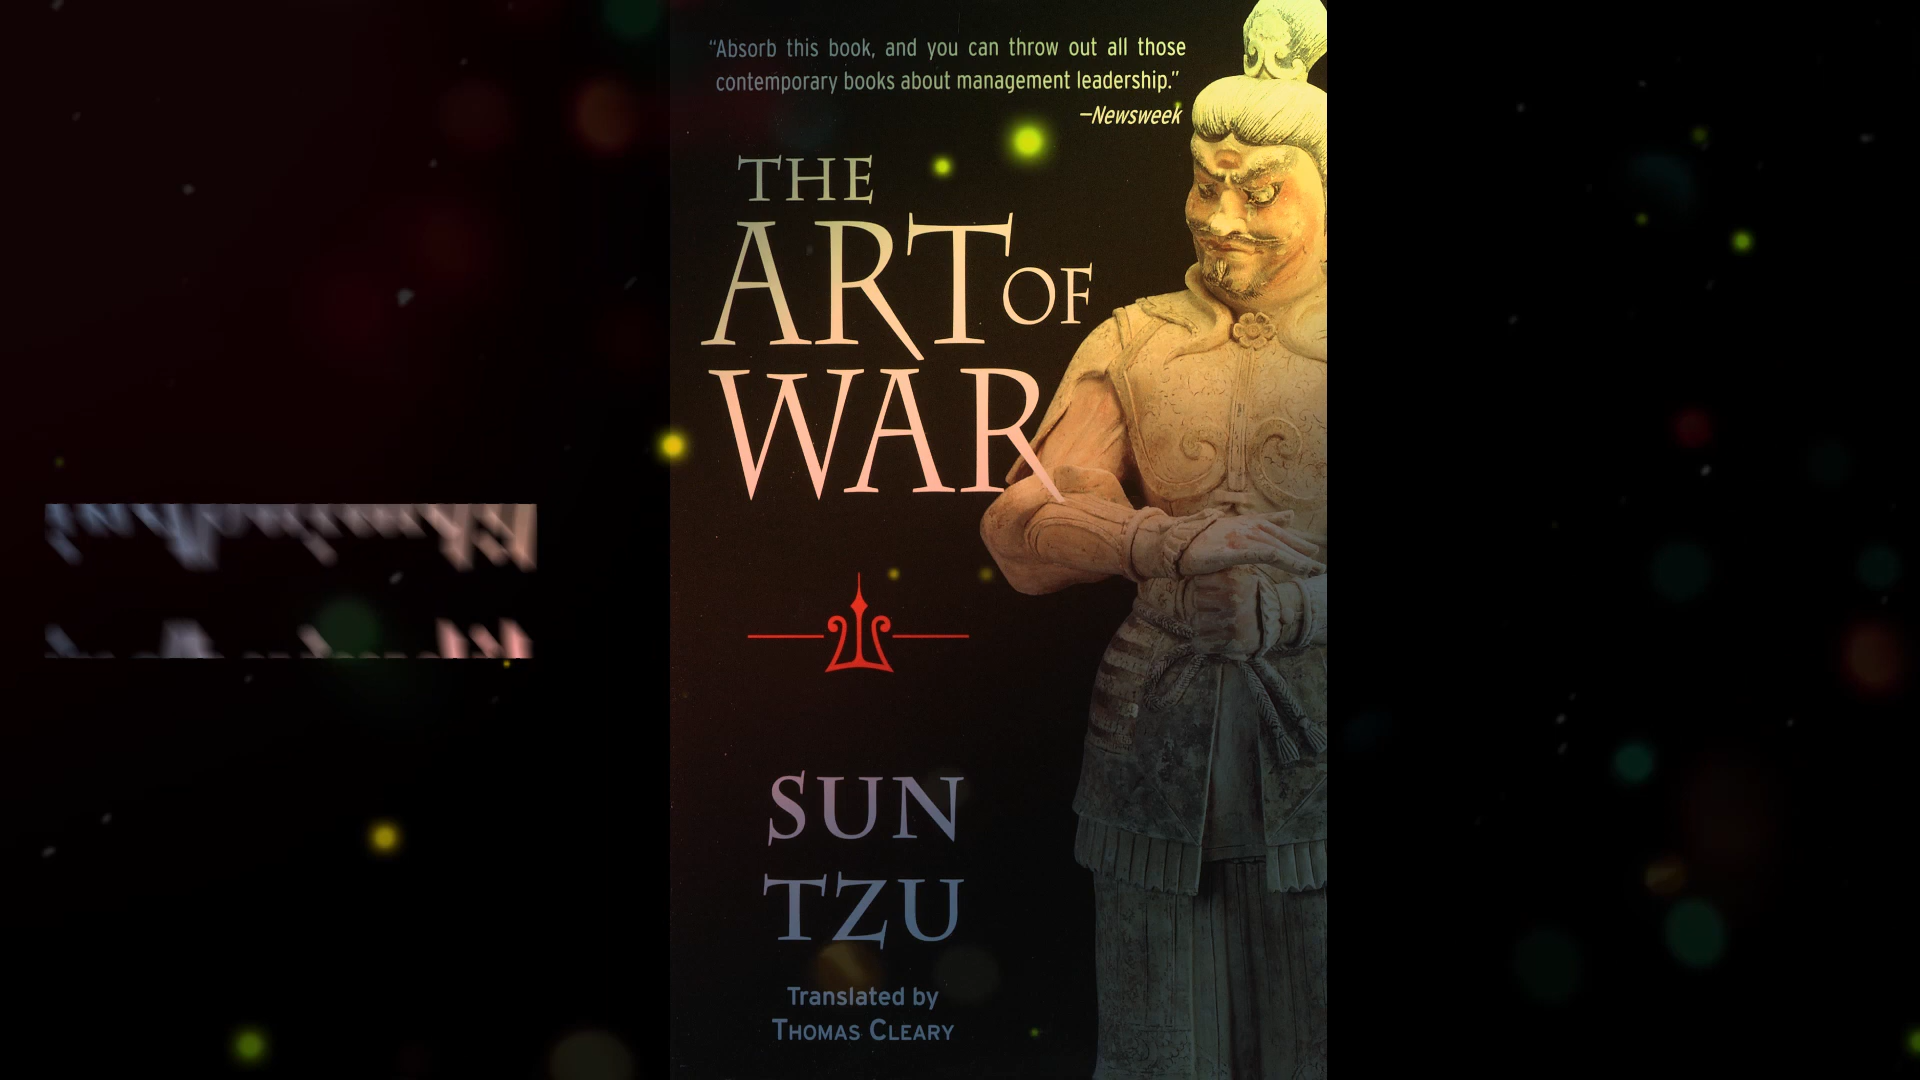 “Absorb this book, and you can throw out all those
contemporary books about management leadership.”
—Newsweek
THE
ART OF
WAR
SUN
TZU
Translated by
THOMAS CLEARY